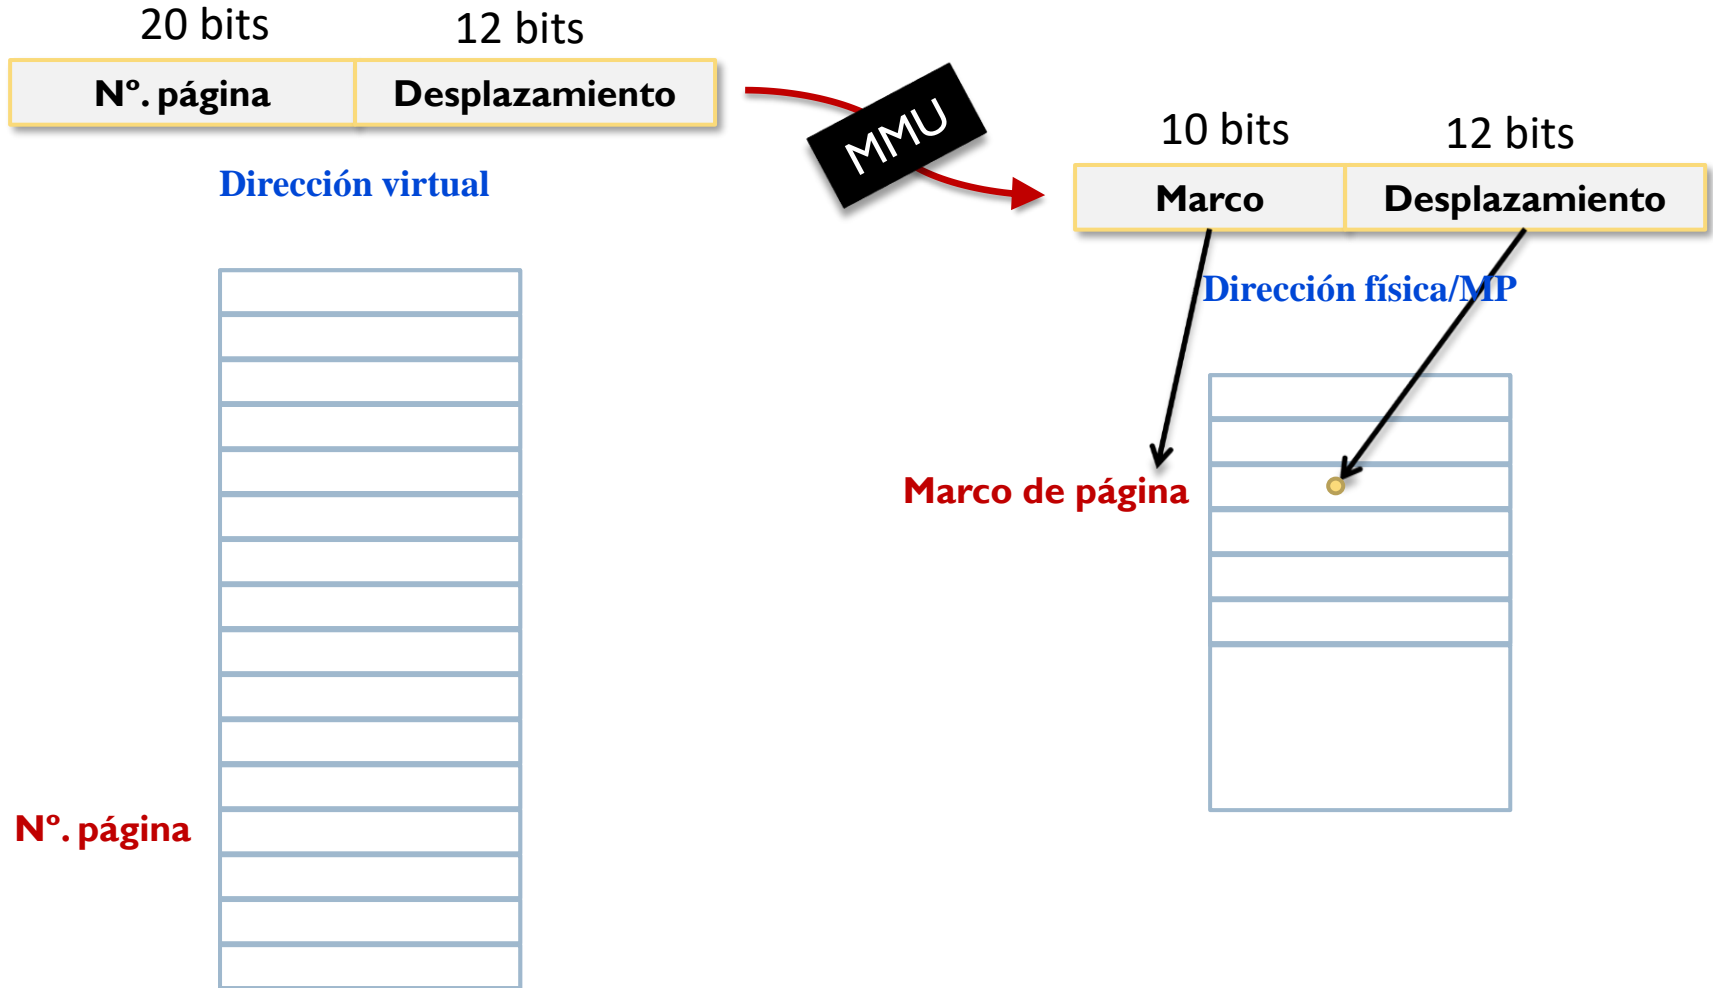 20 bits
12 bits
Nº. página
Desplazamiento
Dirección virtual
MMU
10 bits
12 bits
Marco
Desplazamiento
Dirección física/MP
Marco de página
Nº. página